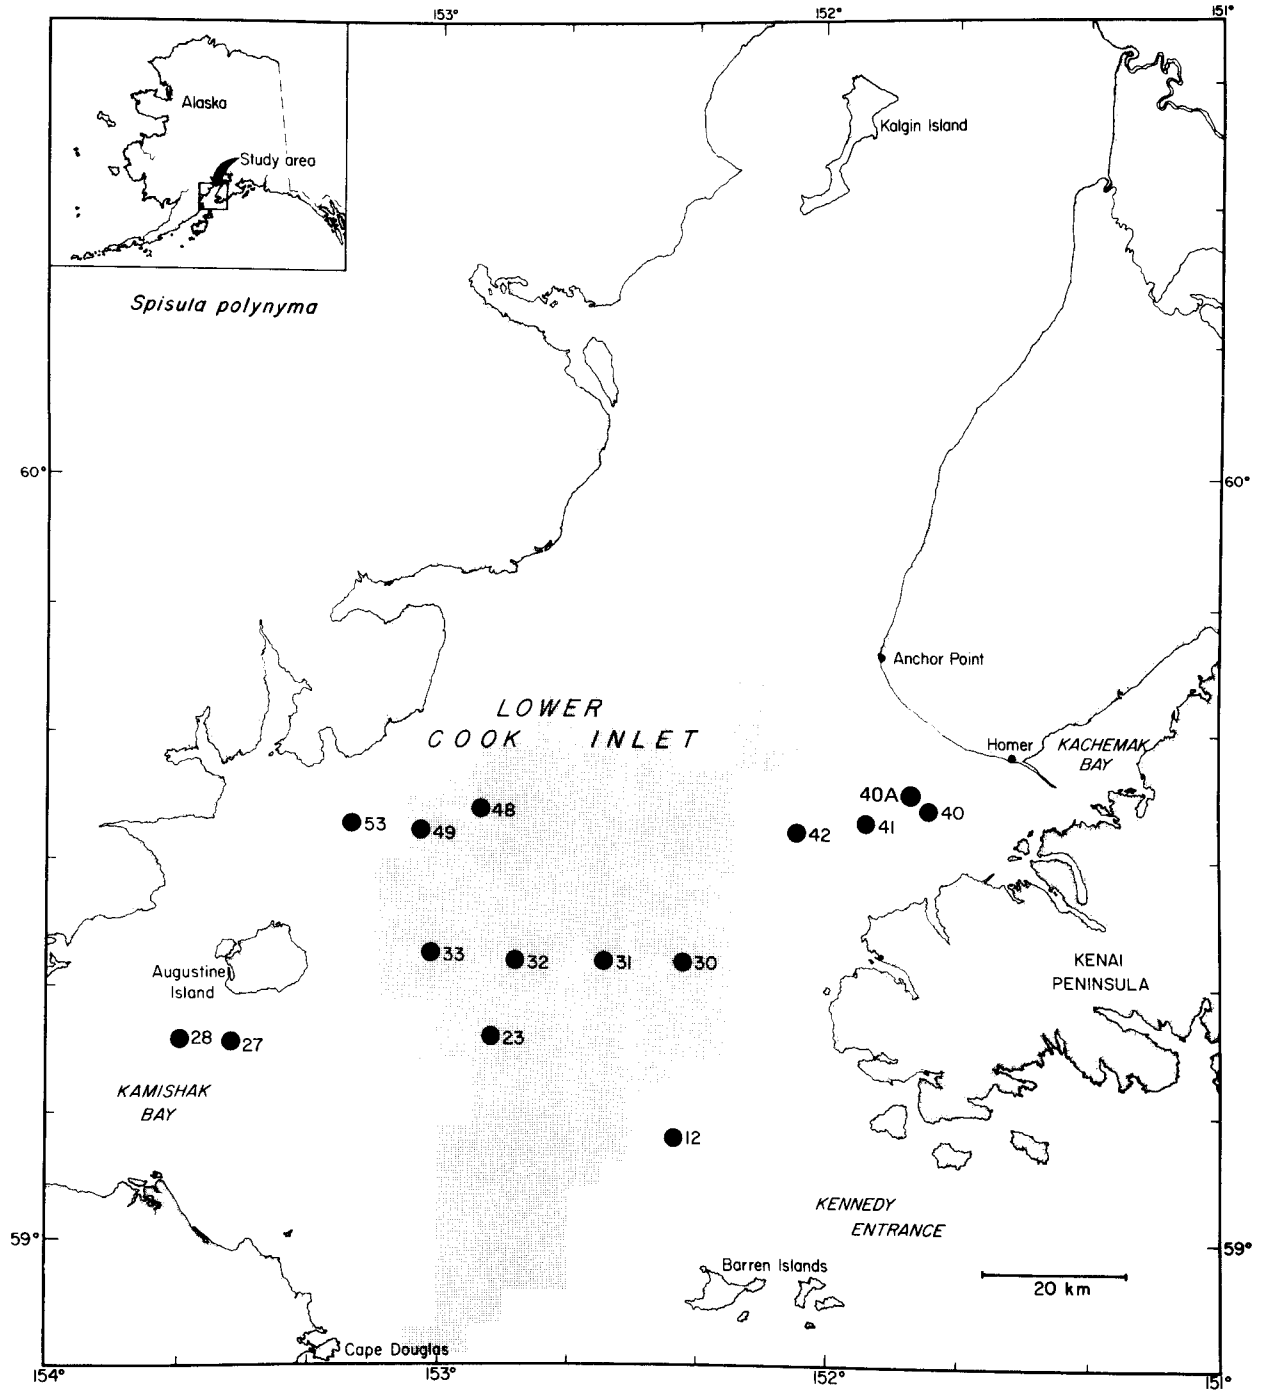 153°
152°
151°
Alaska
Study area
Kalgin Island
Spisula polynyma
60°
60°
Anchor Point
LOWER
COOK INLET
Homer
KACHEMAK
BAY
48
40A
53
49
42
41
40
33
32
31
30
Augustine
Island
KENAI
PENINSULA
28
27
23
KAMISHAK
BAY
12
KENNEDY
ENTRANCE
59°
59°
Barren Islands
20 km
Cape Douglas
154°
153°
152°
151°